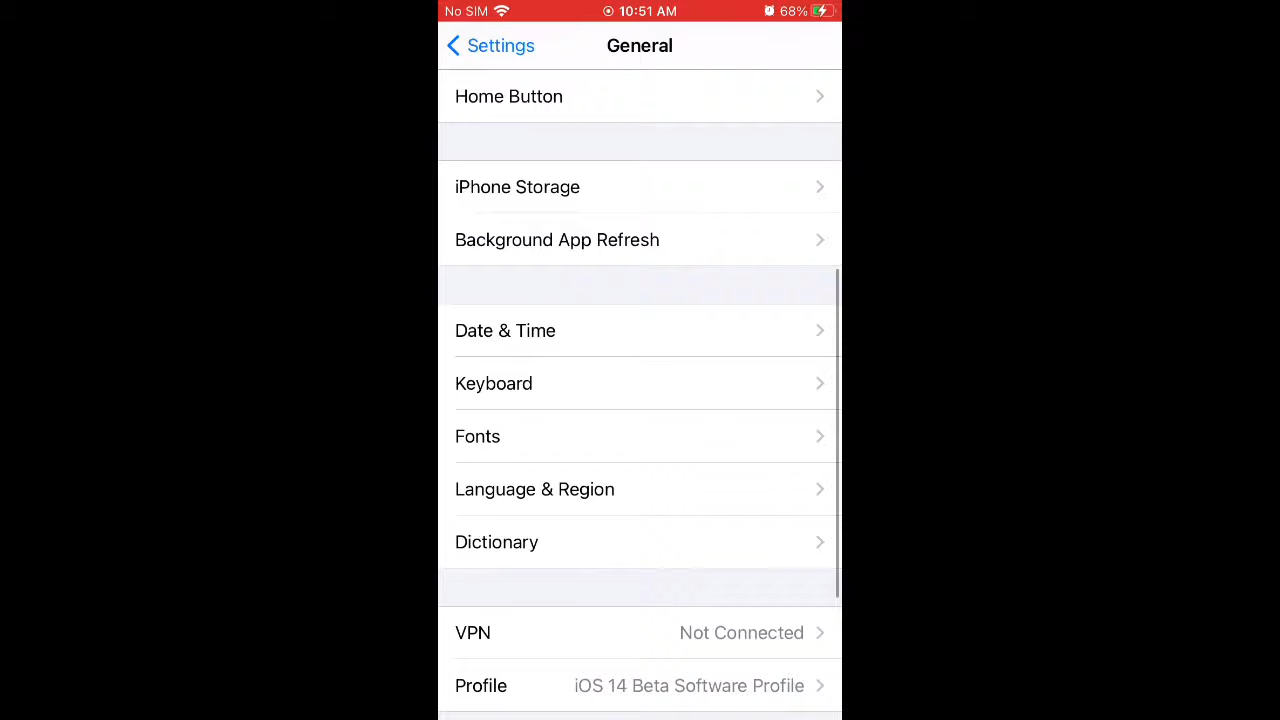 No SIM 10:51 AM 68%
Settings General
Home Button
iPhone Storage
Background App Refresh
Date & Time
Keyboard
Fonts
Language & Region
Dictionary
VPN Not Connected
Profile iOS 14 Beta Software Profile